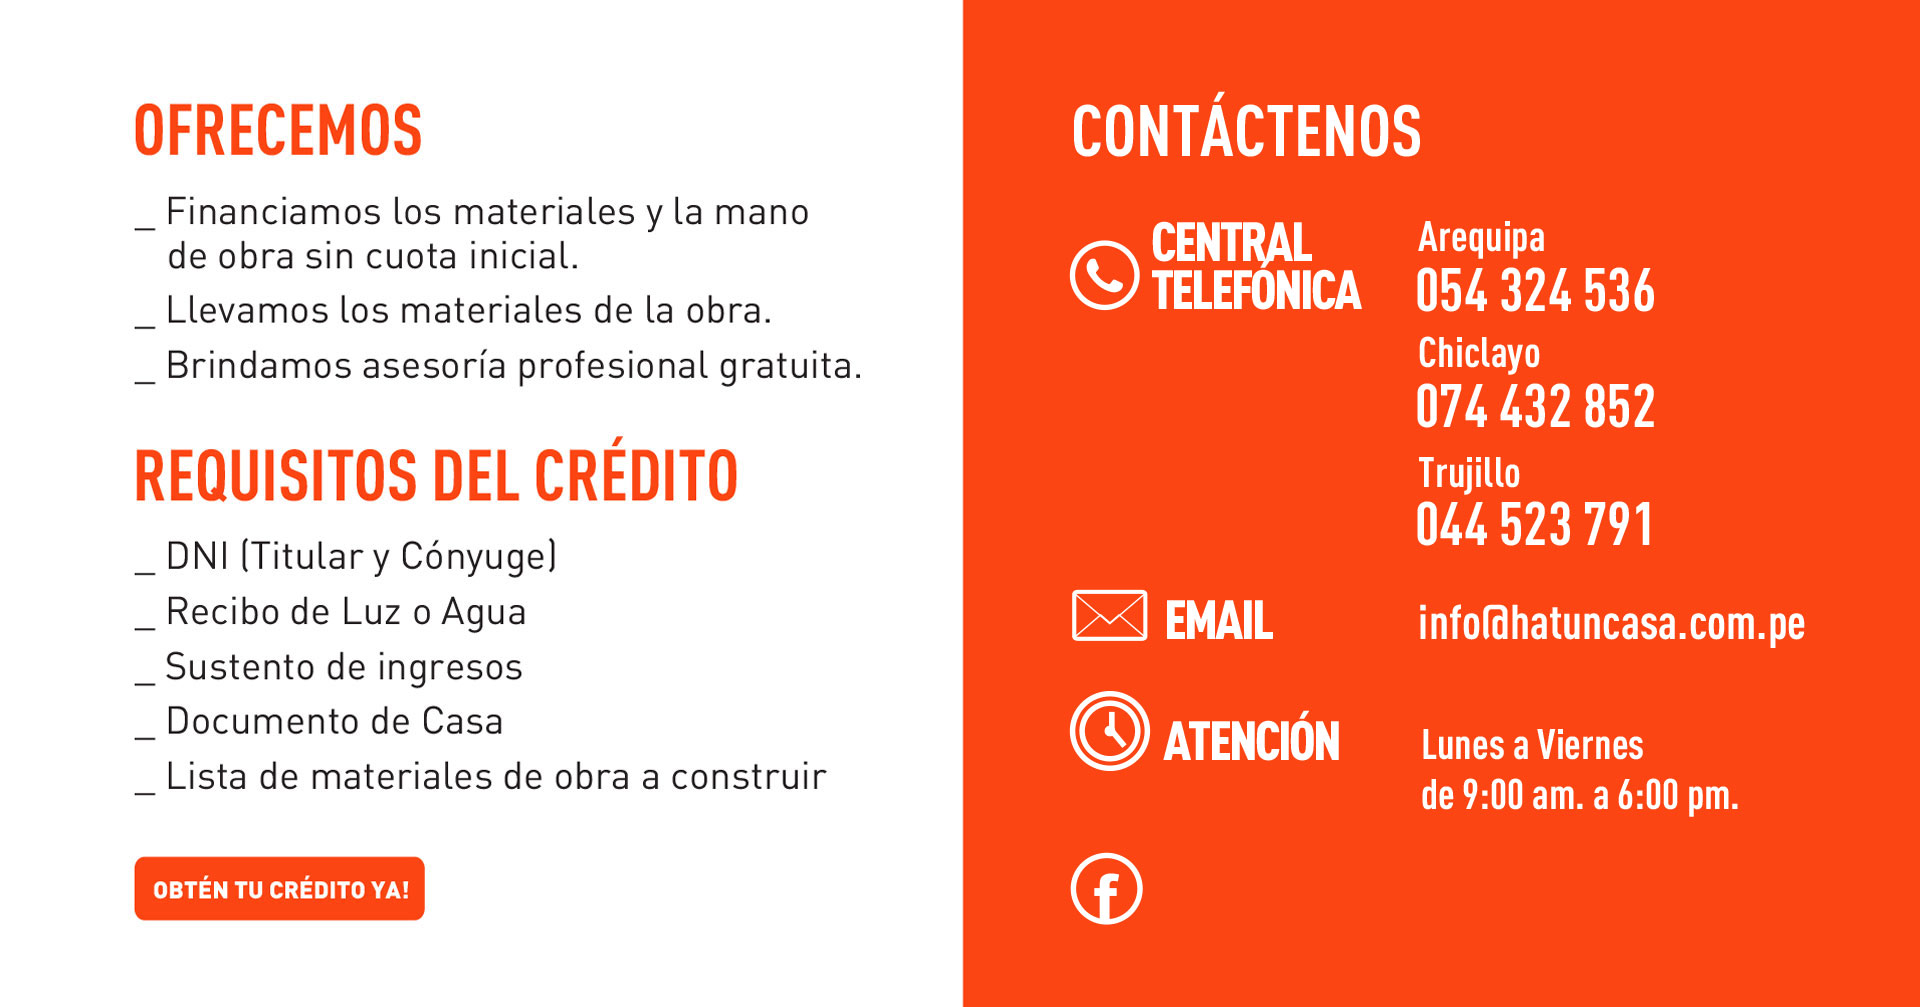 OFRECEMOS
_ Financiamos los materiales y la mano
de obra sin cuota inicial.
_ Llevamos los materiales de la obra.
_ Brindamos asesoría profesional gratuita.
REQUISITOS DEL CRÉDITO
_ DNI (Titular y Cónyuge)
_ Recibo de Luz o Agua
_ Sustento de ingresos
_ Documento de Casa
_ Lista de materiales de obra a construir
OBTÉN TU CRÉDITO YA!
CONTÁCTENOS
CENTRAL
TELEFÓNICA
Arequipa
054 324 536
Chiclayo
074 432 852
Trujillo
044 523 791
EMAIL
info@hatuncasa.com.pe
ATENCIÓN
Lunes a Viernes
de 9:00 am. a 6:00 pm.
f